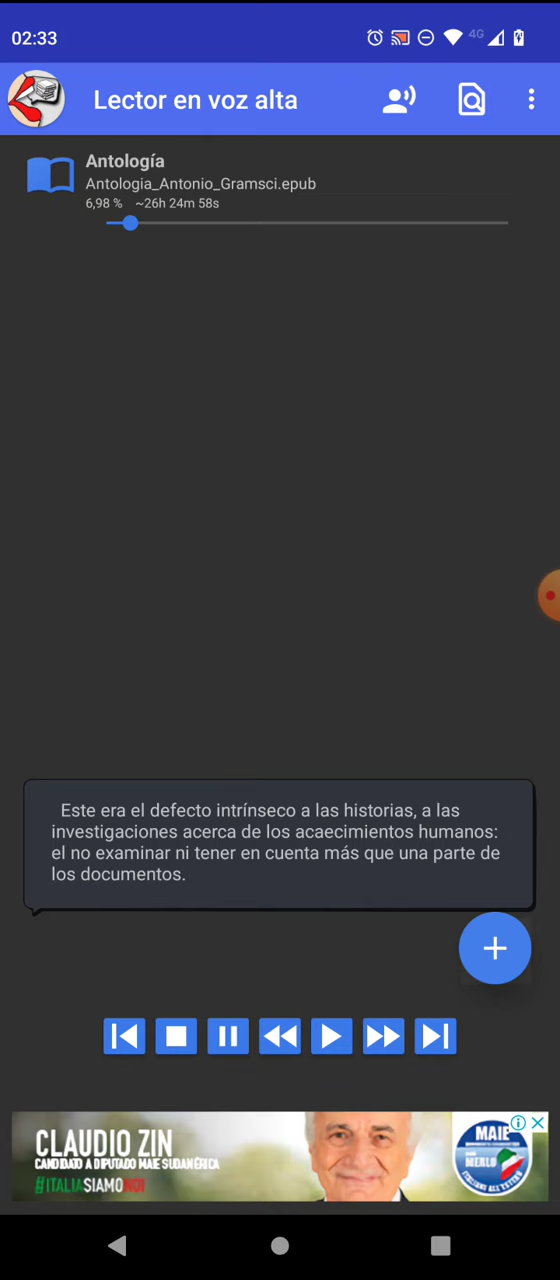 02:33
4G
Lector en voz alta
Antología
Antologia_Antonio_Gramsci.epub
6,98 % ~26h 24m 58s
Este era el defecto intrínseco a las historias, a las
investigaciones acerca de los acaecimientos humanos:
el no examinar ni tener en cuenta más que una parte de
los documentos.
CLAUDIO ZIN
CANDIDATO A DIPUTADO MAIE SUDAMÉRICA
#ITALIASIAMONOI
MAIE
MERLO